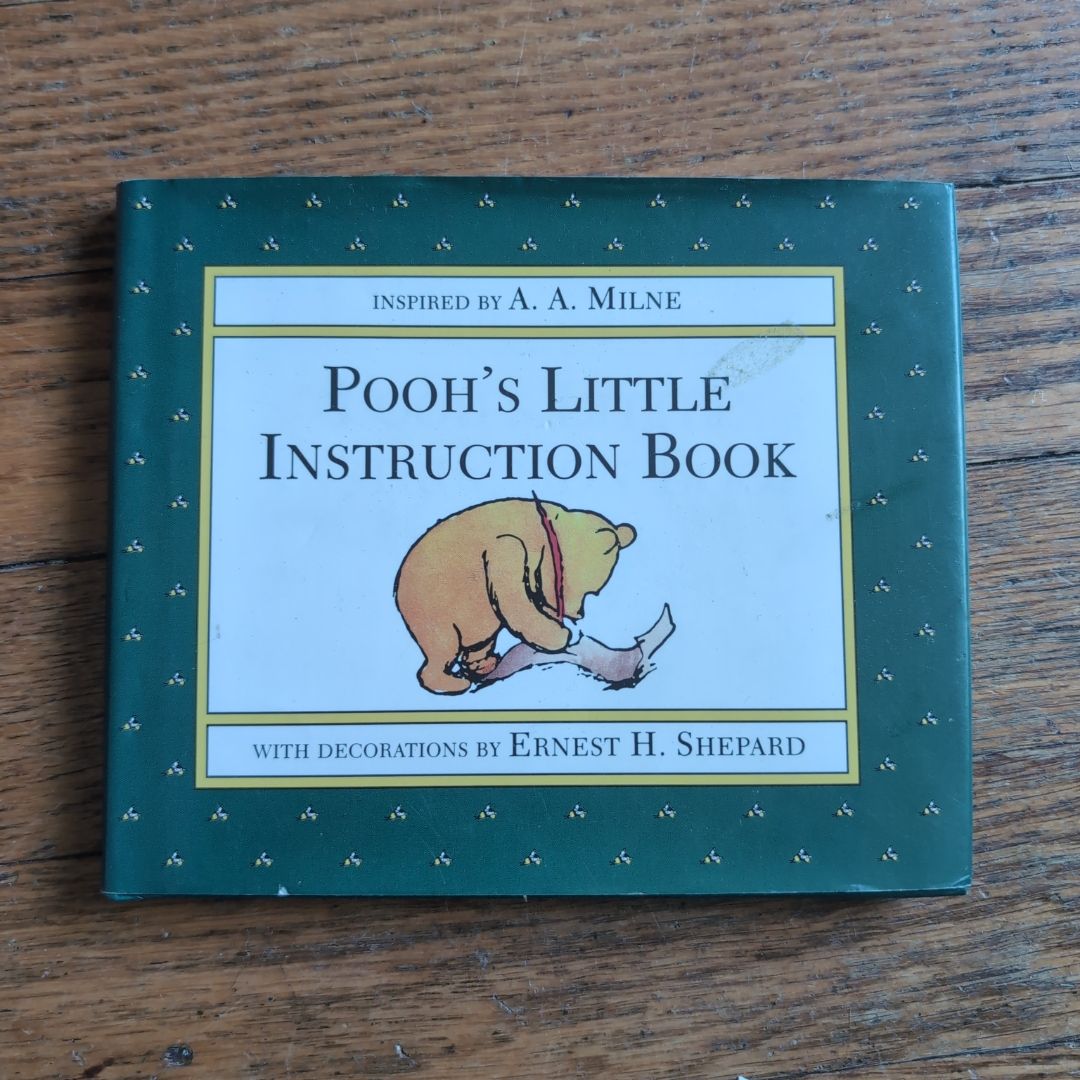 INSPIRED BY A. A. MILNE
POOH'S LITTLE
INSTRUCTION BOOK
WITH DECORATIONS BY ERNEST H. SHEPARD